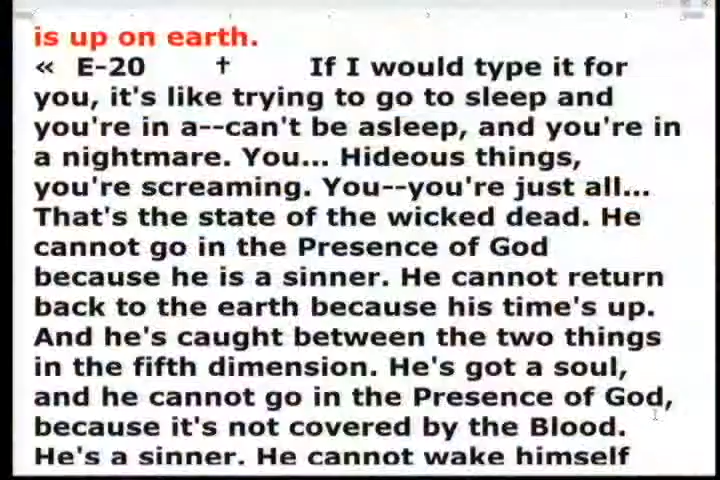 is up on earth.
« E-20 † If I would type it for
you, it's like trying to go to sleep and
you're in a--can't be asleep, and you're in
a nightmare. You... Hideous things,
you're screaming. You--you're just all...
That's the state of the wicked dead. He
cannot go in the Presence of God
because he is a sinner. He cannot return
back to the earth because his time's up.
And he's caught between the two things
in the fifth dimension. He's got a soul,
and he cannot go in the Presence of God,
because it's not covered by the Blood.
He's a sinner. He cannot wake himself